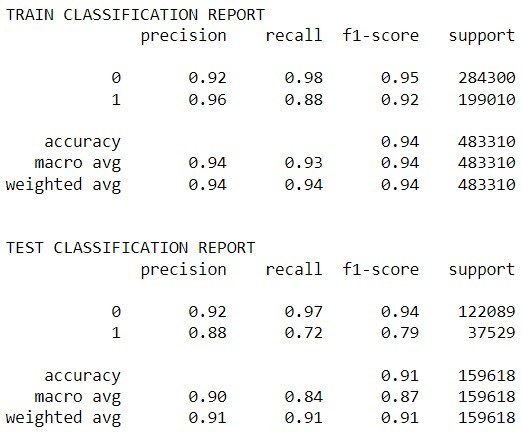 TRAIN CLASSIFICATION REPORT
precision recall f1-score support
0 0.92 0.98 0.95 284300
1 0.96 0.88 0.92 199010
accuracy 0.94 483310
macro avg 0.94 0.93 0.94 483310
weighted avg 0.94 0.94 0.94 483310
TEST CLASSIFICATION REPORT
precision recall f1-score support
0 0.92 0.97 0.94 122089
1 0.88 0.72 0.79 37529
accuracy 0.91 159618
macro avg 0.90 0.84 0.87 159618
weighted avg 0.91 0.91 0.91 159618